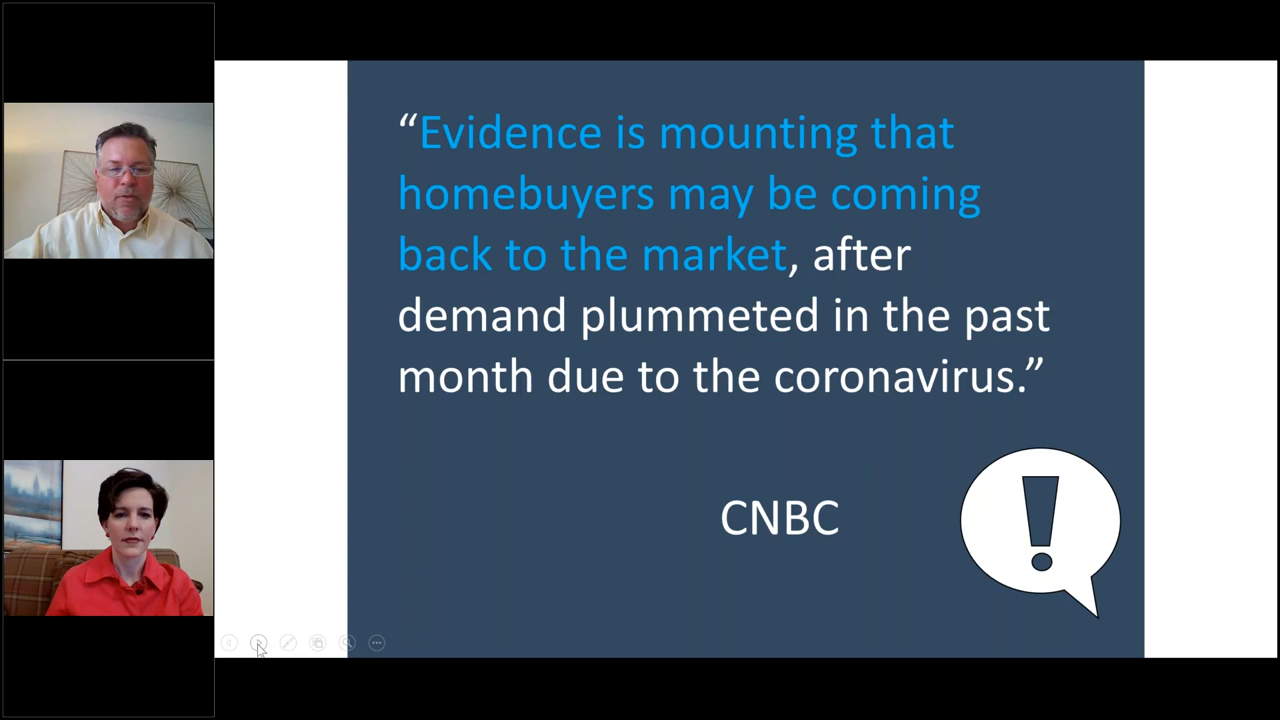 “Evidence is mounting that
homebuyers may be coming
back to the market, after
demand plummeted in the past
month due to the coronavirus.”
CNBC
!